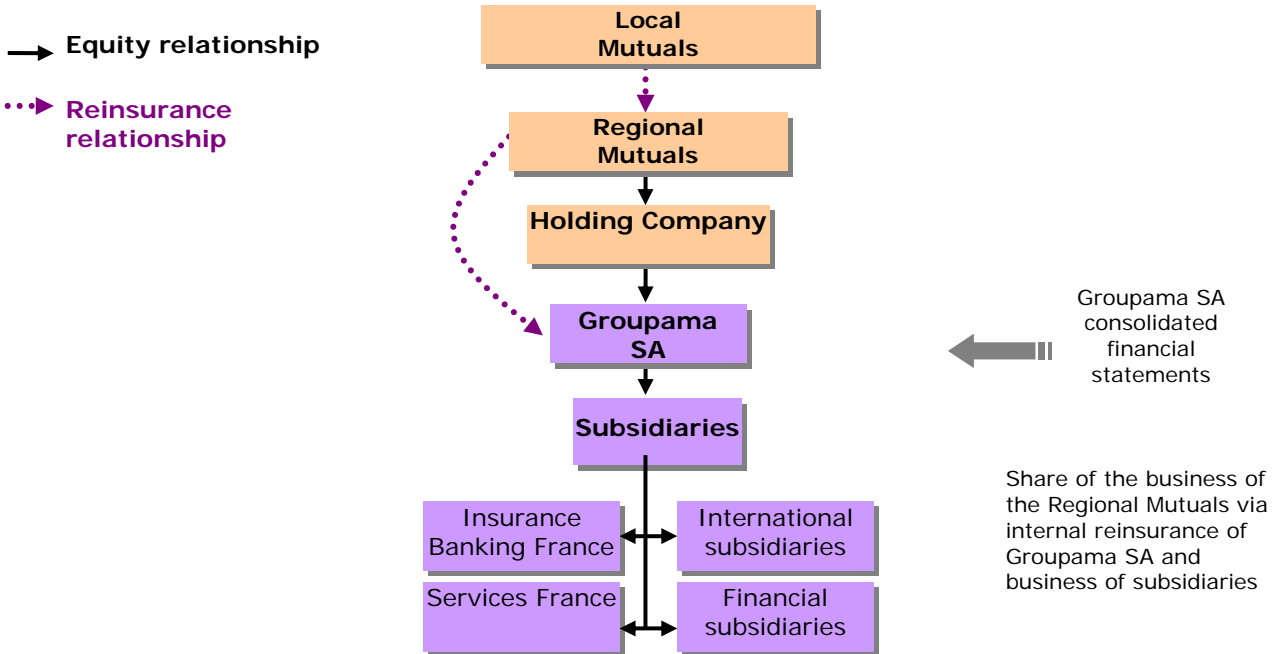 Equity relationship
Reinsurance
relationship
Local
Mutuals
Regional
Mutuals
Holding Company
Groupama
SA
Subsidiaries
Insurance
Banking France
International
subsidiaries
Services France
Financial
subsidiaries
Groupama SA
consolidated
financial
statements
Share of the business of
the Regional Mutuals via
internal reinsurance of
Groupama SA and
business of subsidiaries